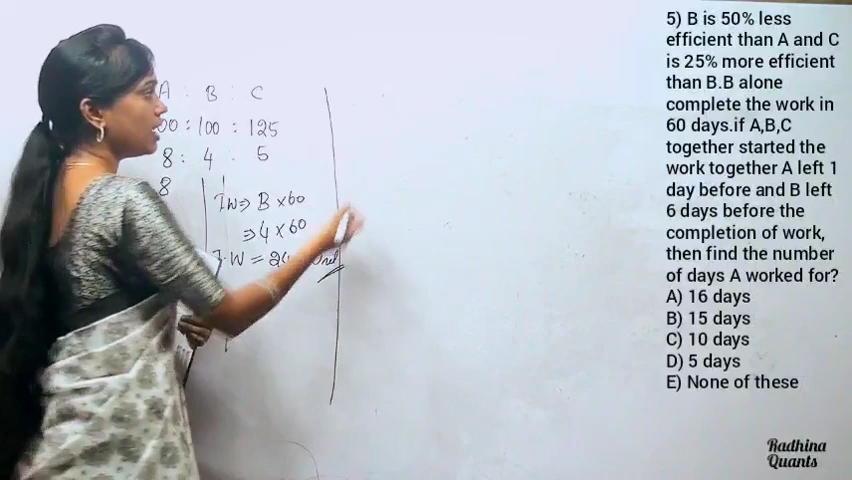 A : B : C
00 : 100 : 125
8 : 4 : 5
8
T.W ⇒ B × 60
⇒ 4 × 60
T.W =
5) B is 50% less
efficient than A and C
is 25% more efficient
than B.B alone
complete the work in
60 days.if A,B,C
together started the
work together A left 1
day before and B left
6 days before the
completion of work,
then find the number
of days A worked for?
A) 16 days
B) 15 days
C) 10 days
D) 5 days
E) None of these
Radhina
Quants